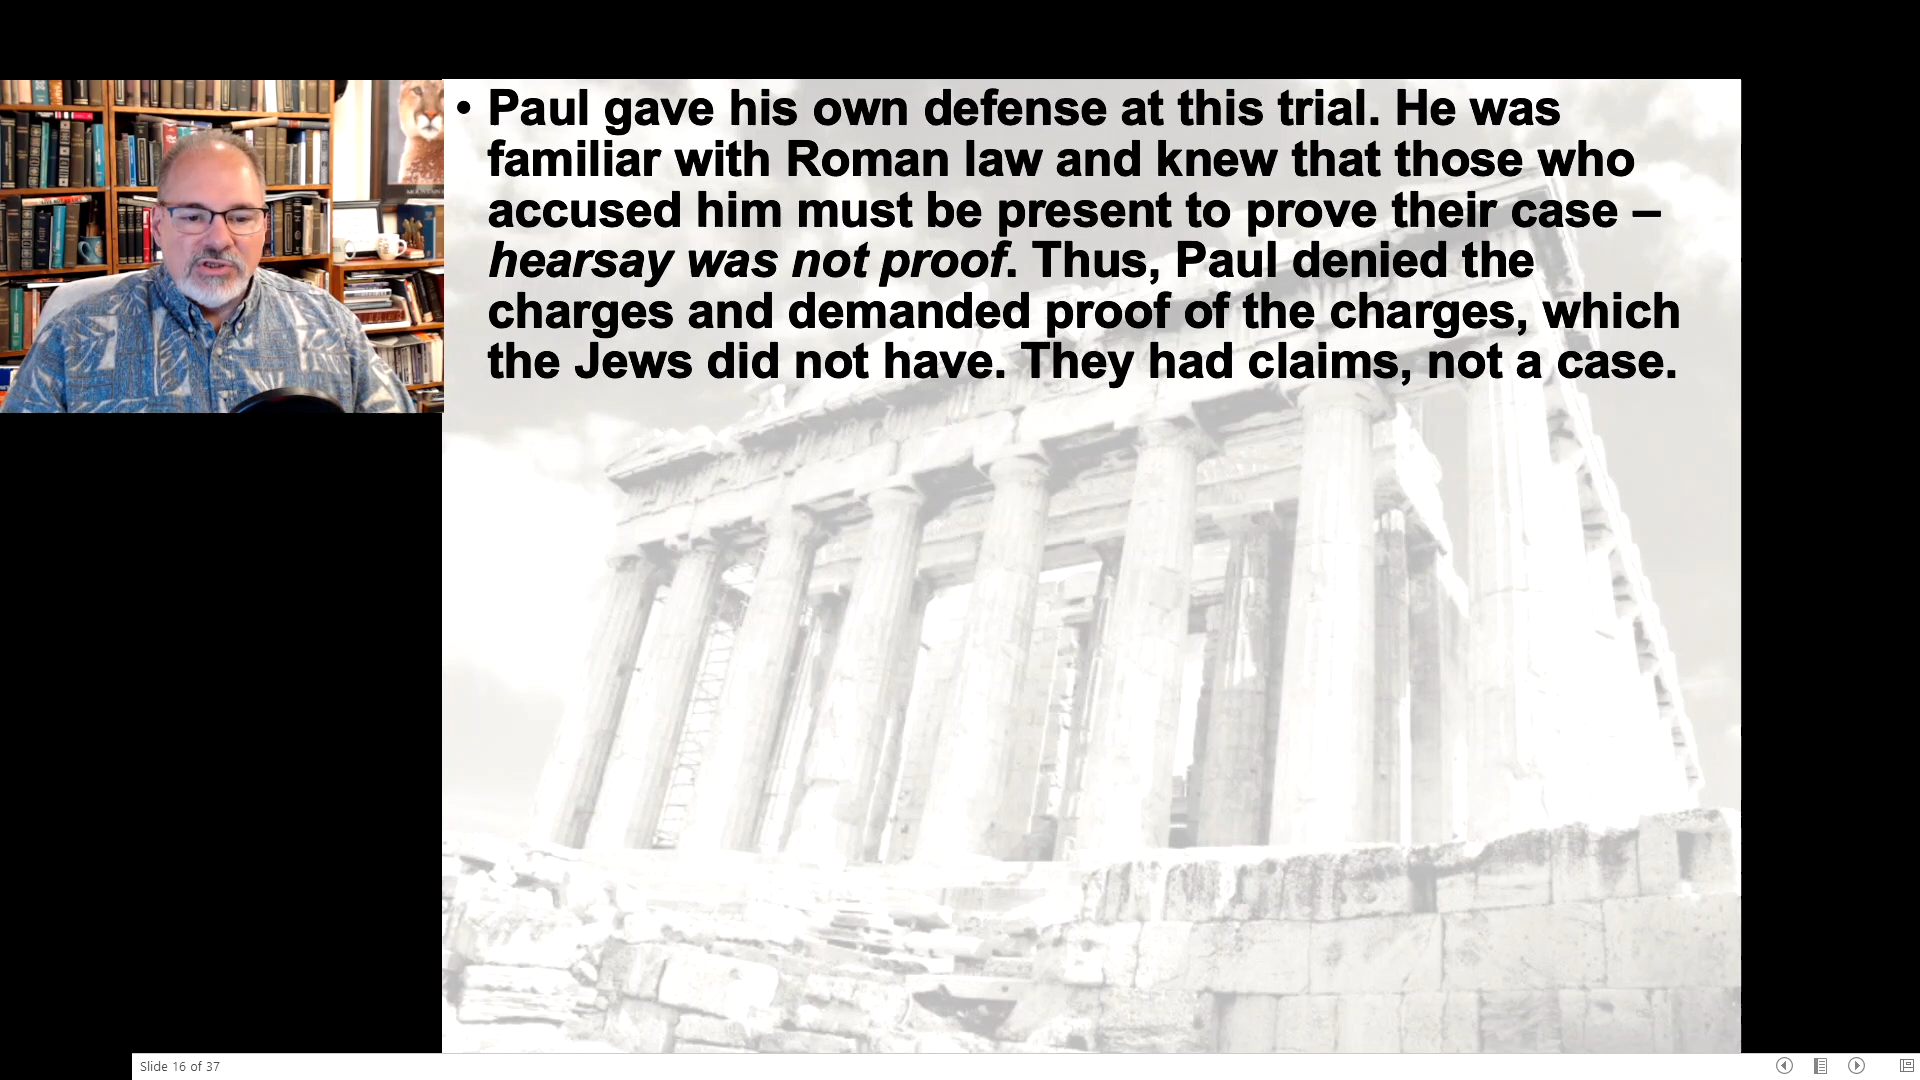 • Paul gave his own defense at this trial. He was
familiar with Roman law and knew that those who
accused him must be present to prove their case –
hearsay was not proof. Thus, Paul denied the
charges and demanded proof of the charges, which
the Jews did not have. They had claims, not a case.
Slide 16 of 37